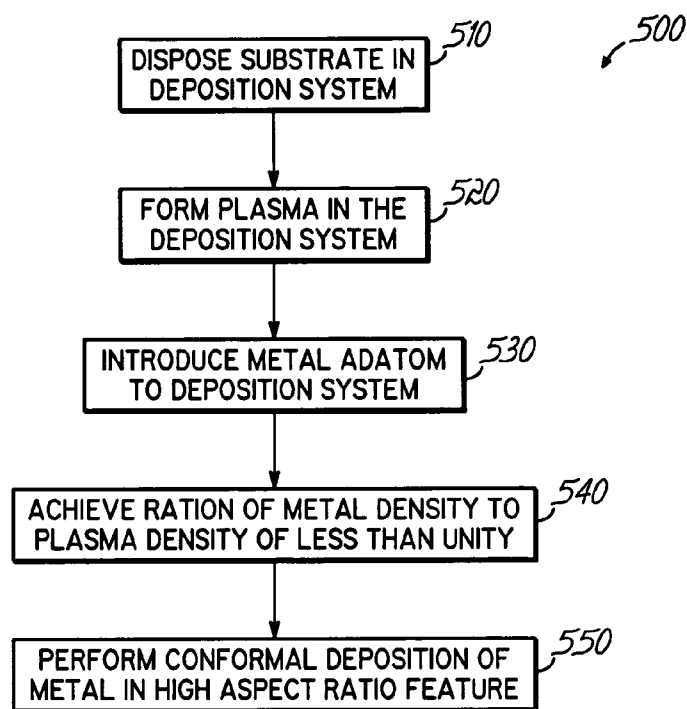 510
500
DISPOSE SUBSTRATE IN
DEPOSITION SYSTEM
520
FORM PLASMA IN THE
DEPOSITION SYSTEM
530
INTRODUCE METAL ADATOM
TO DEPOSITION SYSTEM
540
ACHIEVE RATION OF METAL DENSITY TO
PLASMA DENSITY OF LESS THAN UNITY
550
PERFORM CONFORMAL DEPOSITION OF
METAL IN HIGH ASPECT RATIO FEATURE